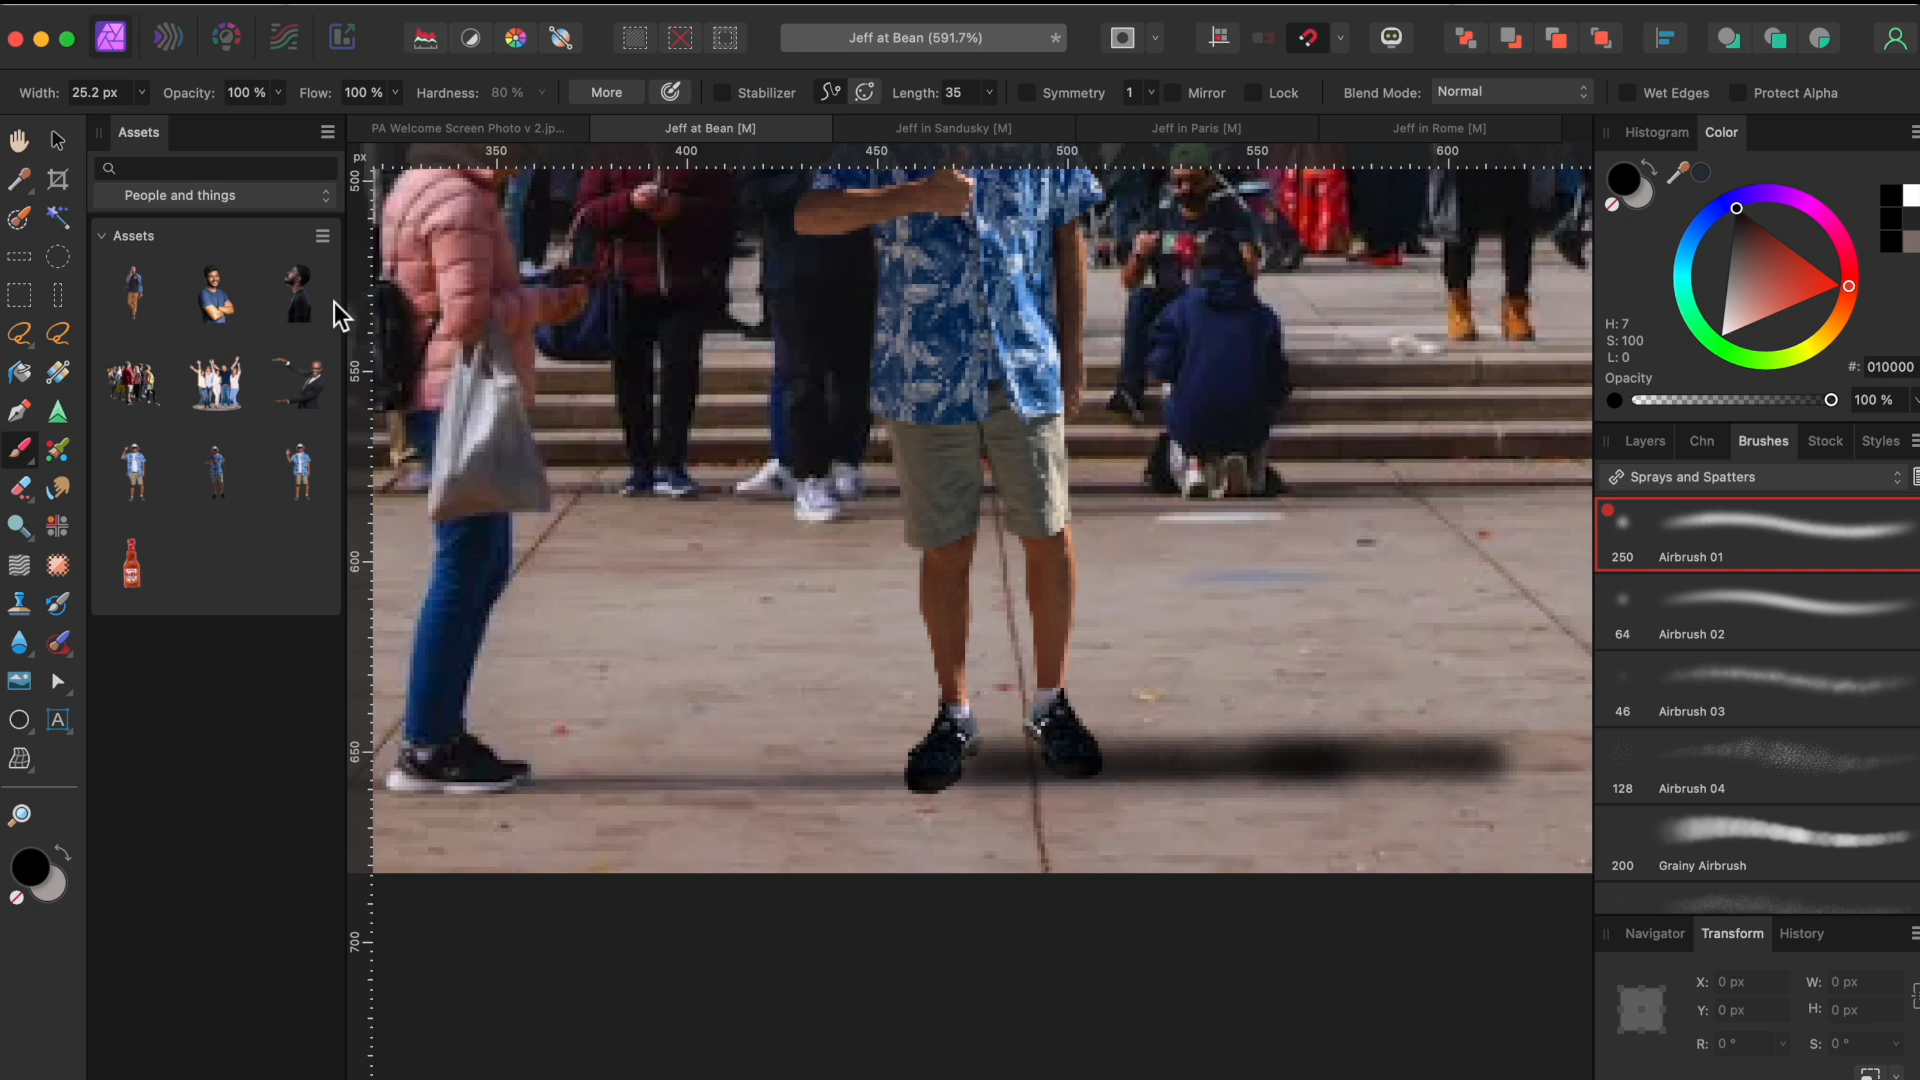 Jeff at Bean (591.7%)
*
Width: 25.2 px
Opacity: 100 %
Flow: 100 %
Hardness: 80 %
More
Stabilizer
Length: 35
Symmetry 1
Mirror
Lock
Blend Mode: Normal
Wet Edges
Protect Alpha
Assets
PA Welcome Screen Photo v 2.jp...
Jeff at Bean [M]
Jeff in Sandusky [M]
Jeff in Paris [M]
Jeff in Rome [M]
Histogram
Color
px
350
400
450
500
550
600
500
550
600
650
700
People and things
Assets
H: 7
S: 100
L: 0
#: 010000
Opacity
100 %
Layers
Chn
Brushes
Stock
Styles
Sprays and Spatters
250
Airbrush 01
64
Airbrush 02
46
Airbrush 03
128
Airbrush 04
200
Grainy Airbrush
A
Navigator
Transform
History
X: 0 px
W: 0 px
Y: 0 px
H: 0 px
R: 0 °
S: 0 °